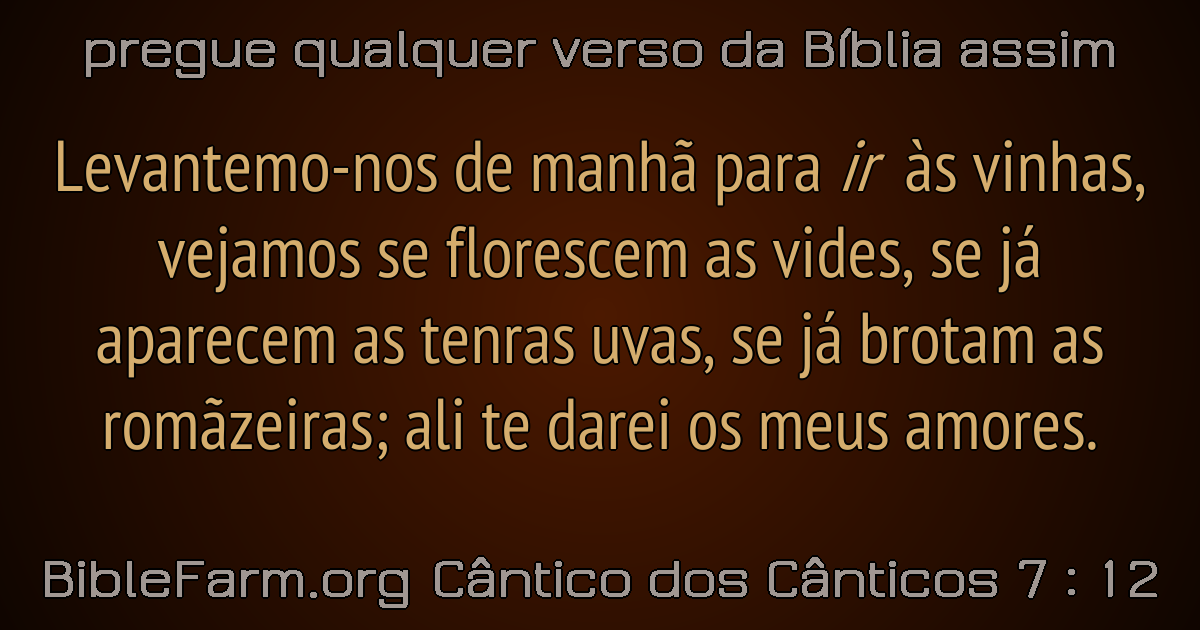 pregue qualquer verso da Bíblia assim
Levantemo-nos de manhã para ir às vinhas,
vejamos se florescem as vides, se já
aparecem as tenras uvas, se já brotam as
romãzeiras; ali te darei os meus amores.
BibleFarm.org Cântico dos Cânticos 7 : 12